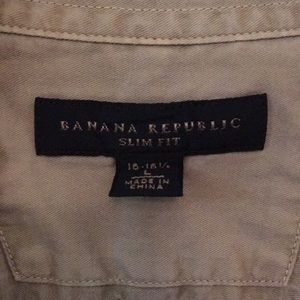 BANANA REPUBLIC
SLIM FIT
16-16½
L
MADE IN
CHINA